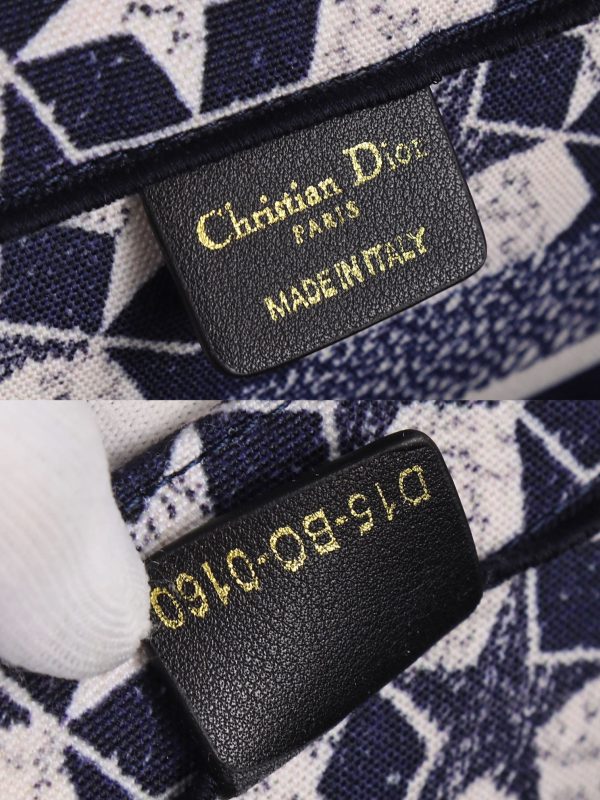 Christian Dior
PARIS
MADE IN ITALY
D15-BO-0160